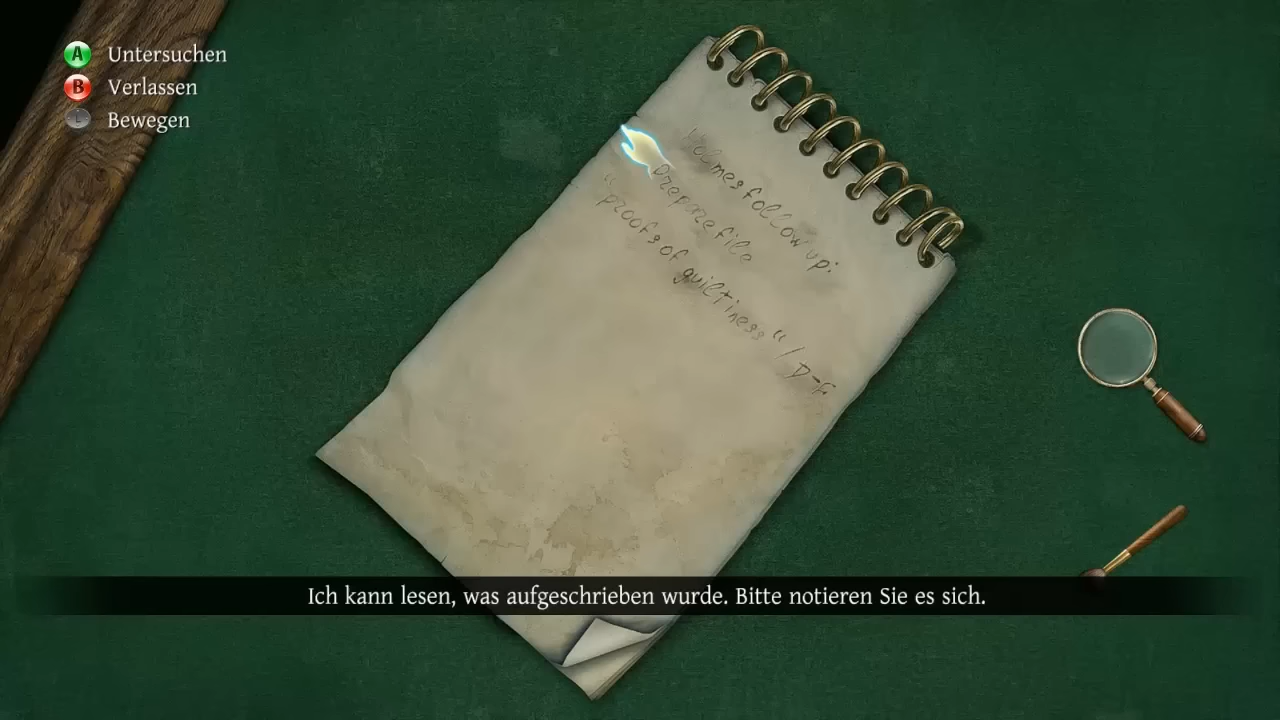 A Untersuchen
B Verlassen
L Bewegen
Holmes follow up:
Prepare file
"proofs of guiltiness" / D-F.
Ich kann lesen, was aufgeschrieben wurde. Bitte notieren Sie es sich.